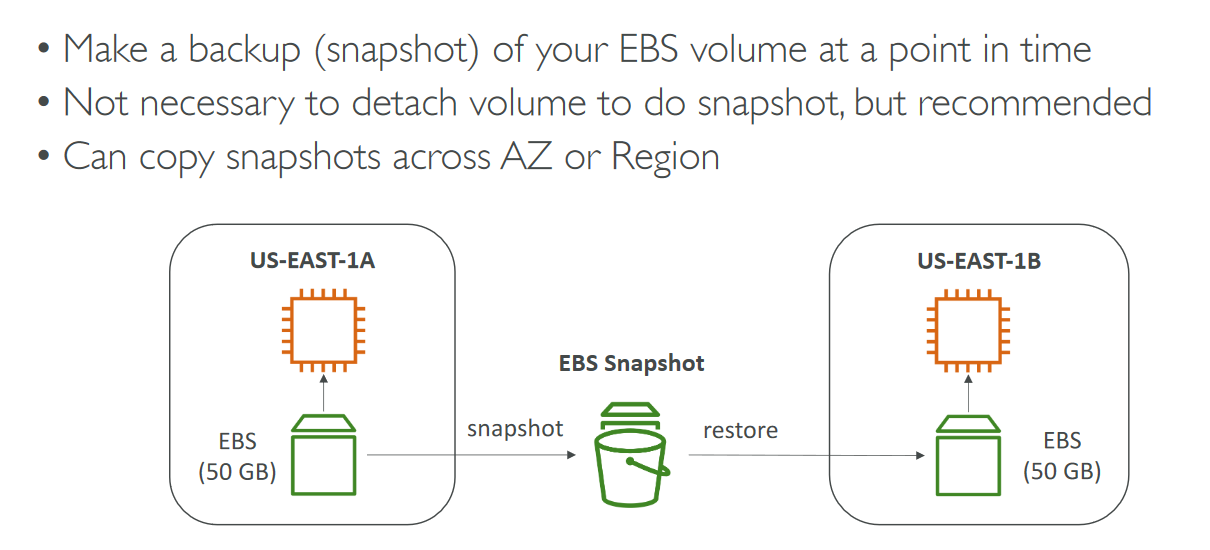 • Make a backup (snapshot) of your EBS volume at a point in time
• Not necessary to detach volume to do snapshot, but recommended
• Can copy snapshots across AZ or Region
US-EAST-1A
US-EAST-1B
EBS Snapshot
snapshot
restore
EBS
(50 GB)
EBS
(50 GB)